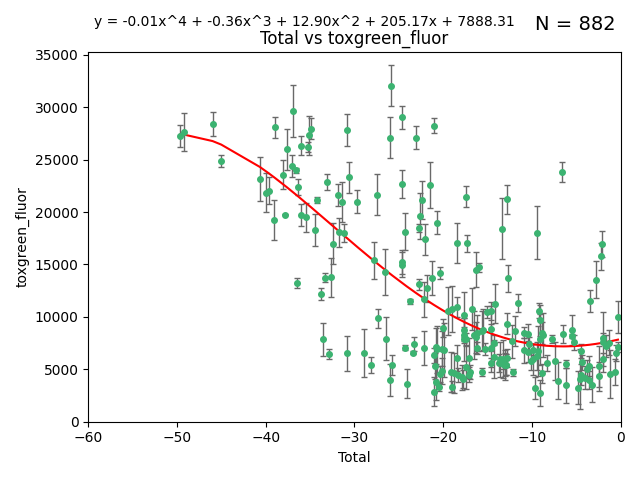 y = -0.01x^4 + -0.36x^3 + 12.90x^2 + 205.17x + 7888.31
N = 882
Total vs toxgreen_fluor
35000
30000
25000
20000
15000
10000
5000
0
toxgreen_fluor
−60 −50 −40 −30 −20 −10 0
Total